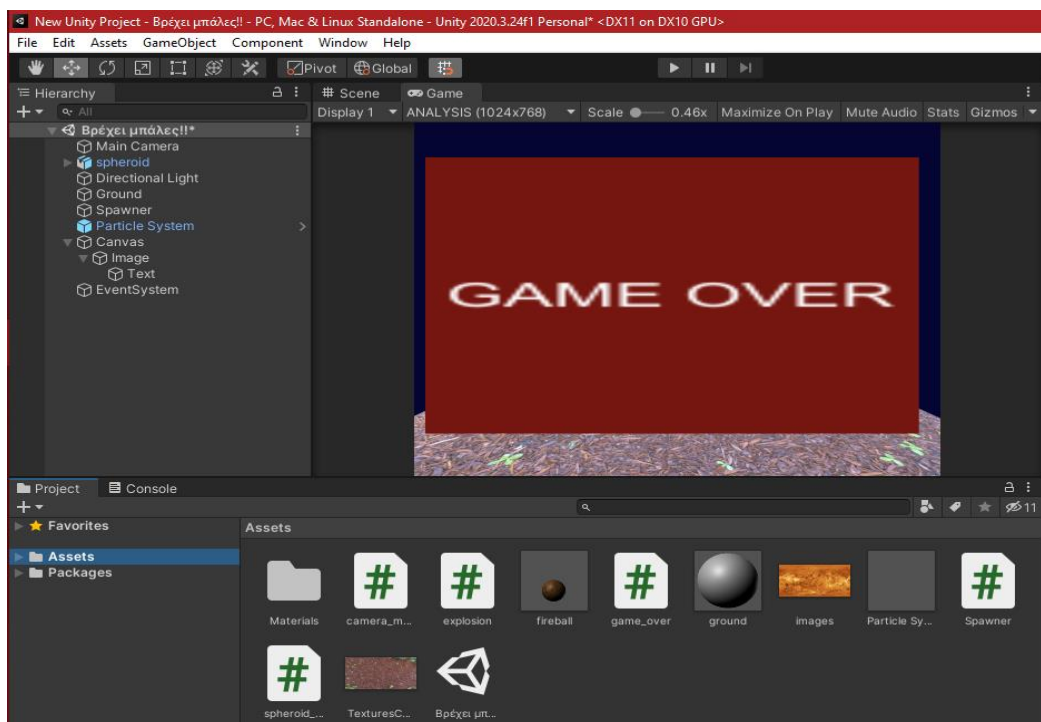 New Unity Project - Βρέχει μπάλες!! - PC, Mac & Linux Standalone - Unity 2020.3.24f1 Personal* <DX11 on DX10 GPU>
File Edit Assets GameObject Component Window Help
Pivot Global
Hierarchy
All
Βρέχει μπάλες!!*
Main Camera
spheroid
Directional Light
Ground
Spawner
Particle System
Canvas
Image
Text
EventSystem
Scene Game
Display 1 ANALYSIS (1024x768) Scale 0.46x Maximize On Play Mute Audio Stats Gizmos
GAME OVER
Project Console
11
Favorites
Assets
Packages
Assets
Materials camera_m... explosion fireball game_over ground images Particle Sy... Spawner
spheroid_... TexturesC... Βρέχει μπ...